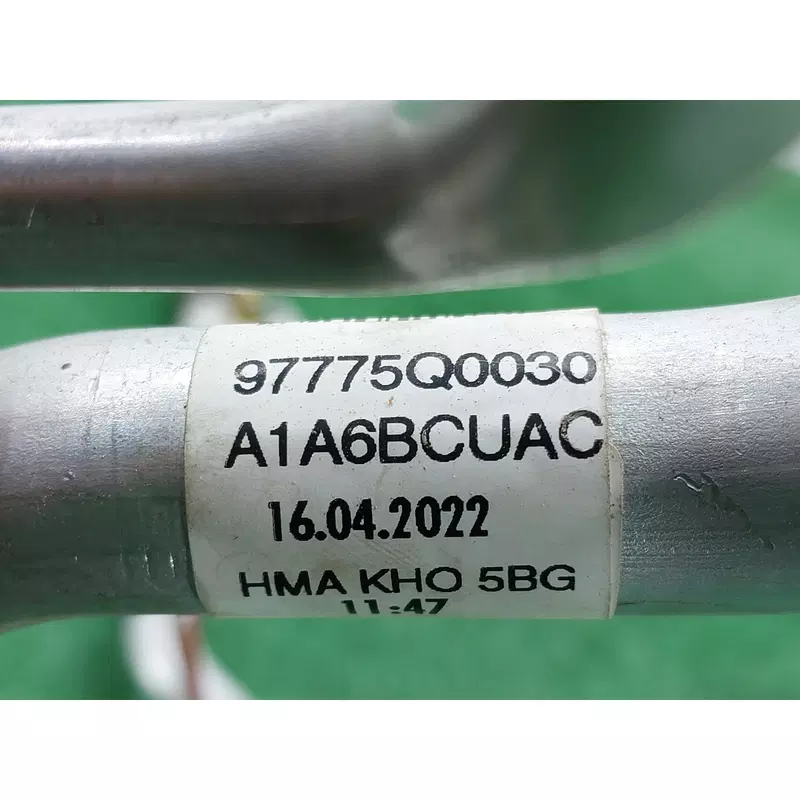 97775Q0030
A1A6BCUAC
16.04.2022
HMA KHO 5BG
11:47